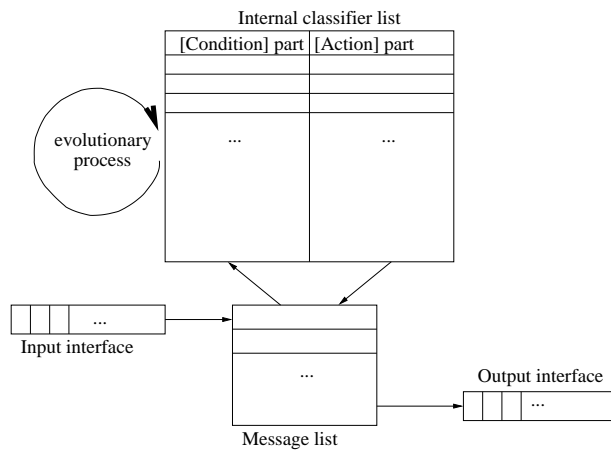 Internal classifier list
[Condition] part [Action] part
... ...
evolutionary
process
...
Input interface
...
Output interface
...
Message list